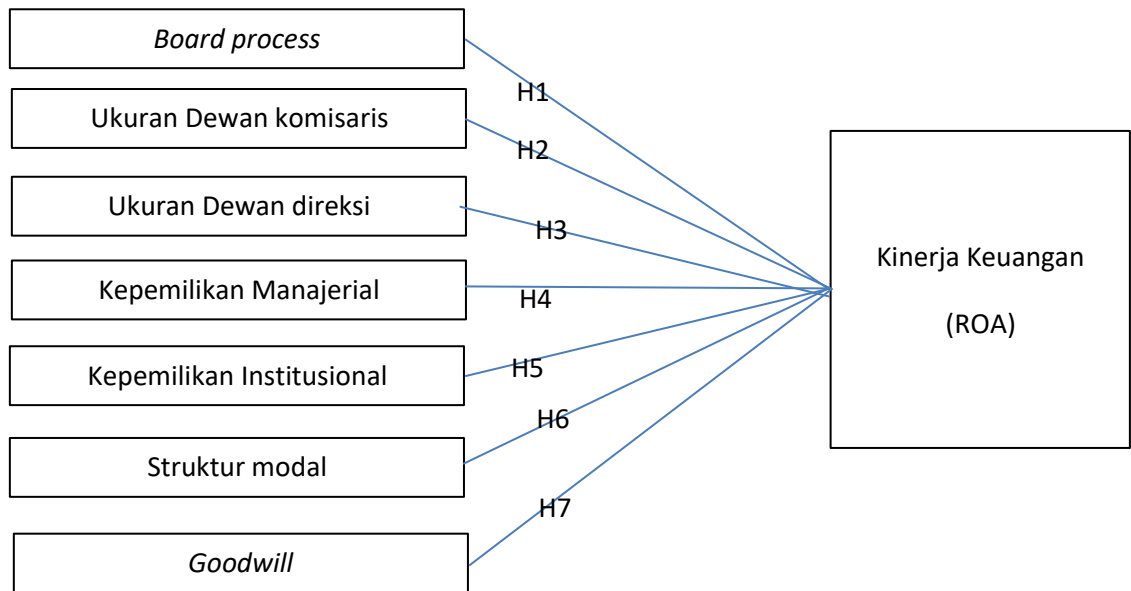 Board process
H1
Ukuran Dewan komisaris
H2
Ukuran Dewan direksi
H3
Kepemilikan Manajerial
H4
Kepemilikan Institusional
H5
Struktur modal
H6
Goodwill
H7
Kinerja Keuangan
(ROA)